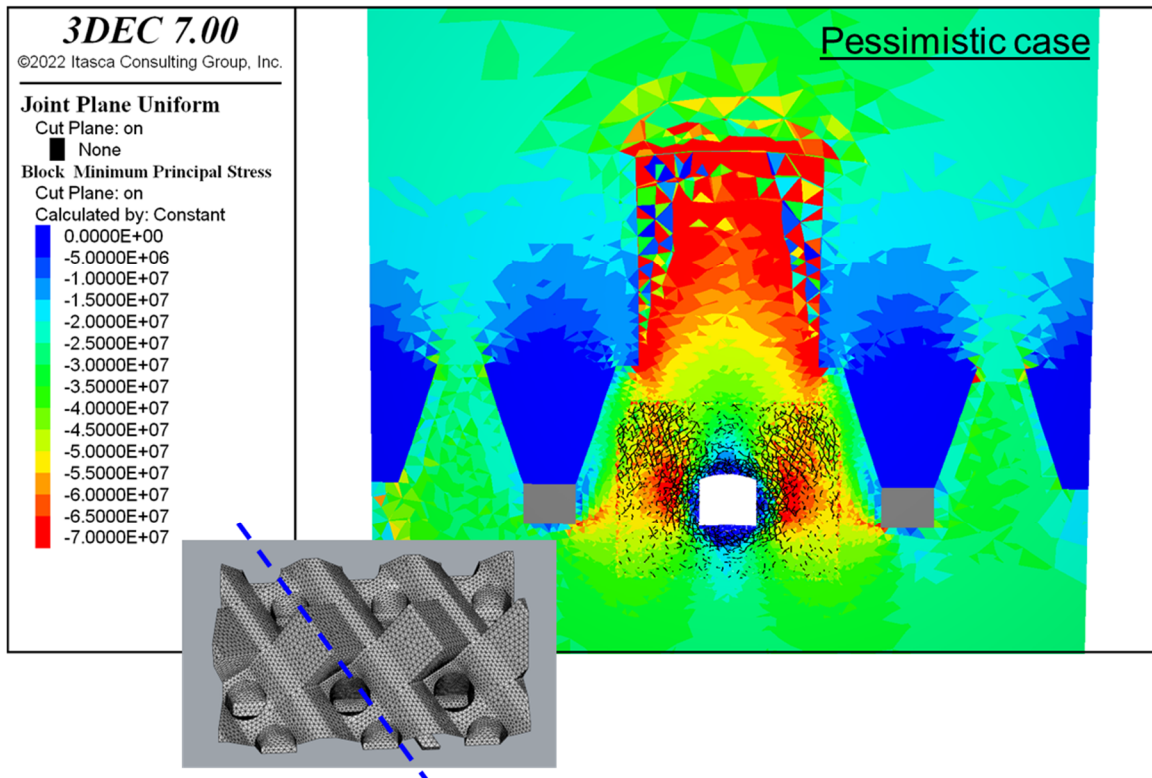 3DEC 7.00
©2022 Itasca Consulting Group, Inc.
Joint Plane Uniform
Cut Plane: on
None
Block Minimum Principal Stress
Cut Plane: on
Calculated by: Constant
0.0000E+00
-5.0000E+06
-1.0000E+07
-1.5000E+07
-2.0000E+07
-2.5000E+07
-3.0000E+07
-3.5000E+07
-4.0000E+07
-4.5000E+07
-5.0000E+07
-5.5000E+07
-6.0000E+07
-6.5000E+07
-7.0000E+07
Pessimistic case